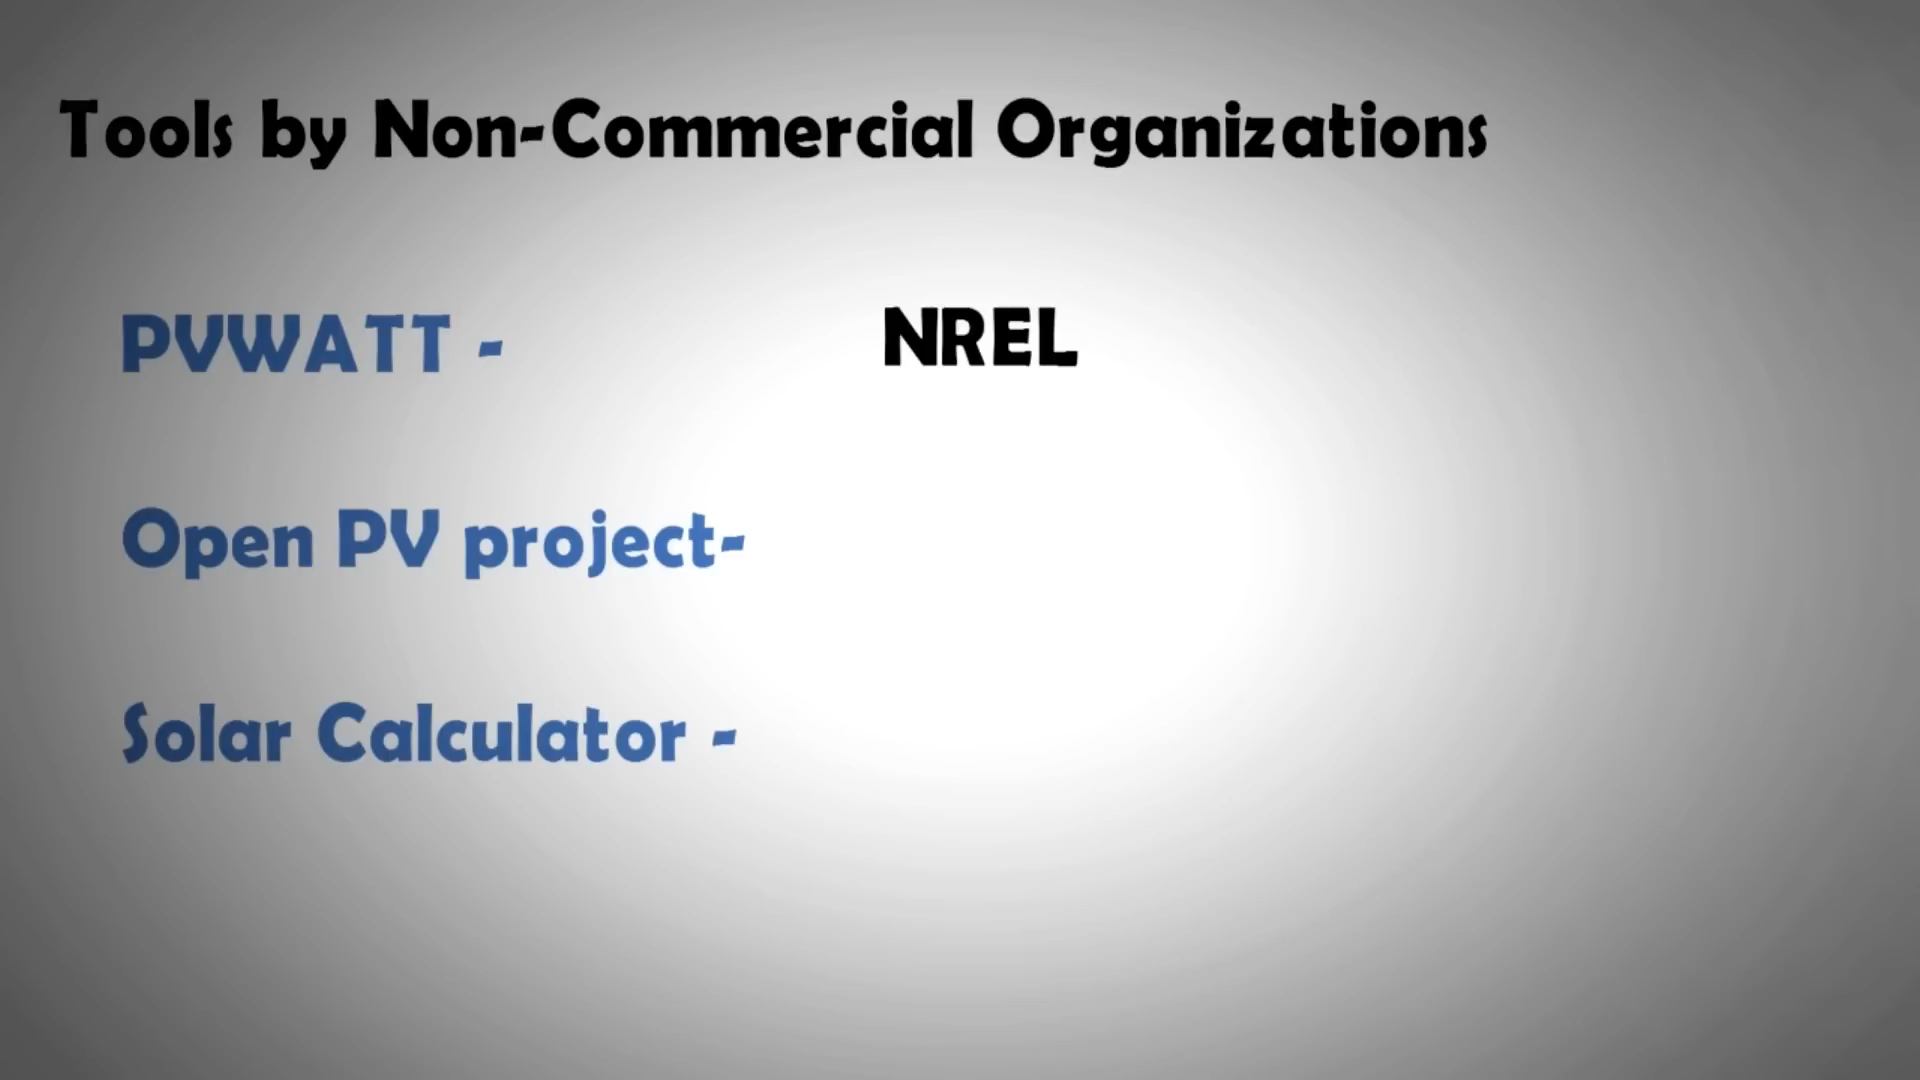 Tools by Non-Commercial Organizations
PVWATT - NREL
Open PV project-
Solar Calculator -